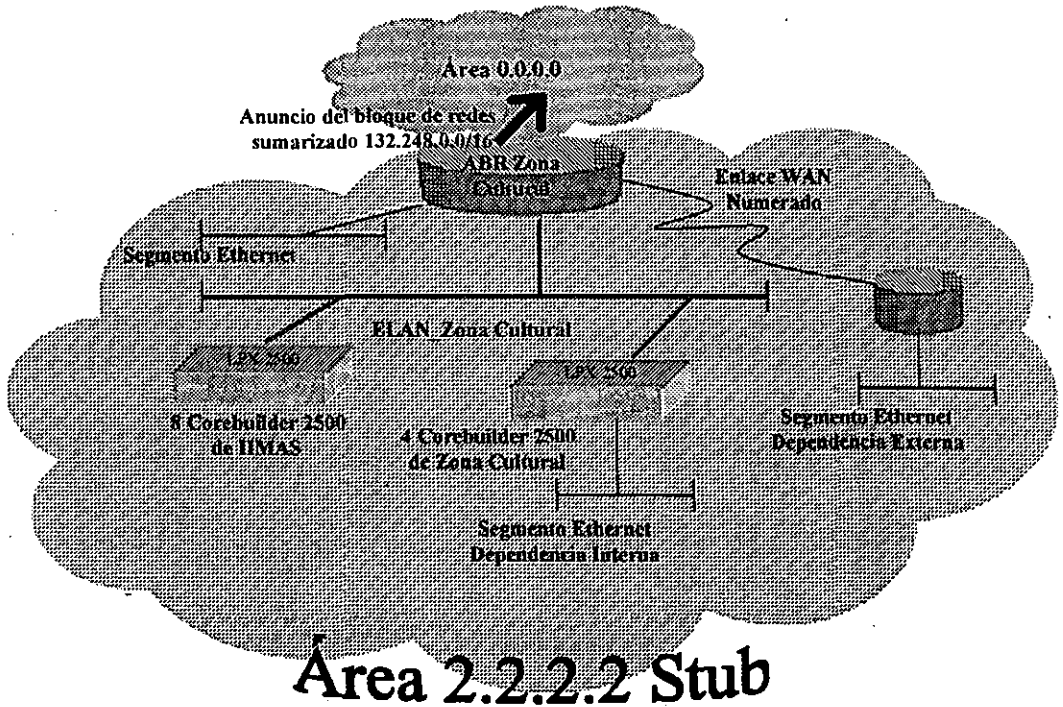 Área 0.0.0.0
Anuncio del bloque de redes
sumarizado 132.248.0.0/16
ABR Zona
Cultural
Enlace WAN
Numerado
Segmento Ethernet
ELAN_Zona Cultural
LPX 2500
LPX 2500
8 Corebuilder 2500
de IIMAS
4 Corebuilder 2500
de Zona Cultural
Segmento Ethernet
Dependencia Externa
Segmento Ethernet
Dependencia Interna
Área 2.2.2.2 Stub